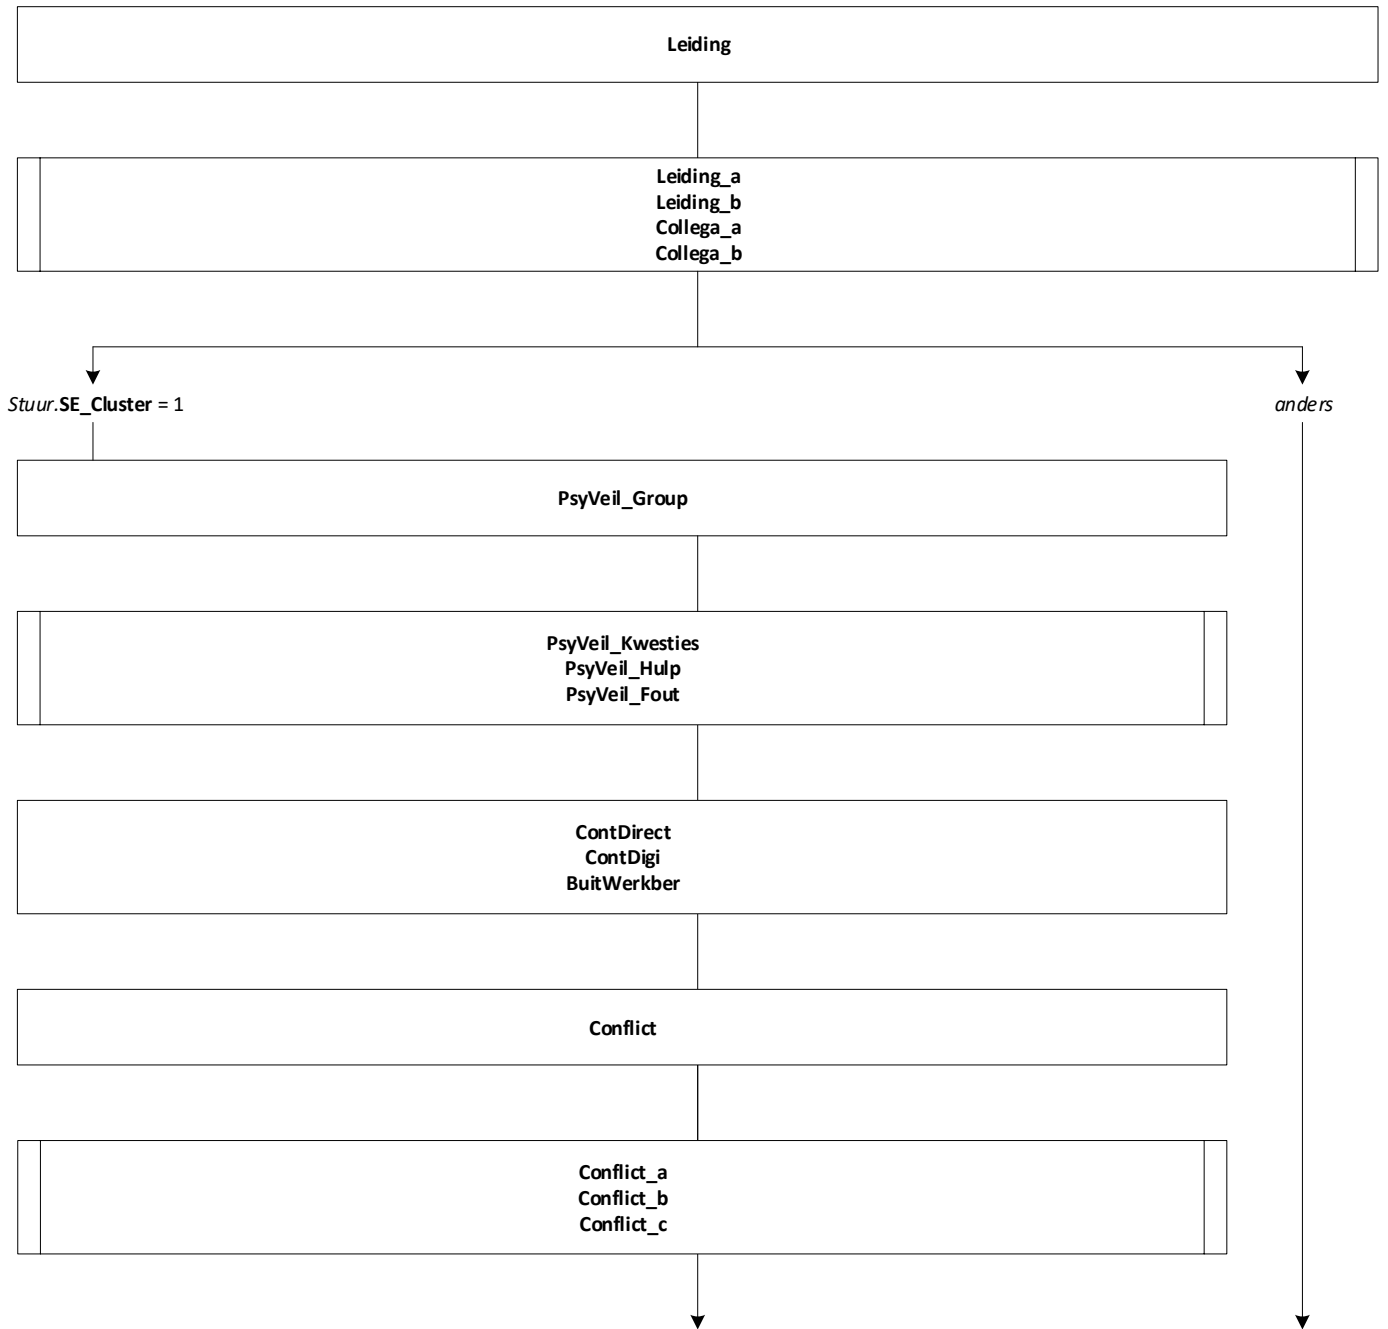 Leiding
Leiding_a
Leiding_b
Collega_a
Collega_b
Stuur.SE_Cluster = 1
anders
PsyVeil_Group
PsyVeil_Kwesties
PsyVeil_Hulp
PsyVeil_Fout
ContDirect
ContDigi
BuitWerkber
Conflict
Conflict_a
Conflict_b
Conflict_c